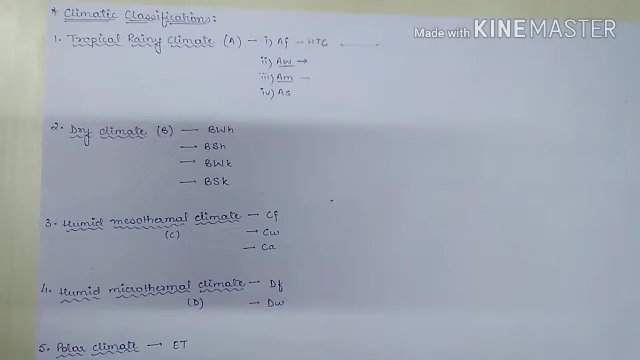 * Climatic Classifications:
Made with KINEMASTER
1. Tropical Rainy Climate (A) – i) Af → HTC ........
ii) Aw →
iii) Am →
iv) As
2. Dry climate (B) → BWh
→ BSh
→ BWk
→ BSk
3. Humid mesothermal climate → Cf
(C) → Cw
→ Ca
4. Humid microthermal climate → Df
(D) → Dw
5. Polar climate → ET